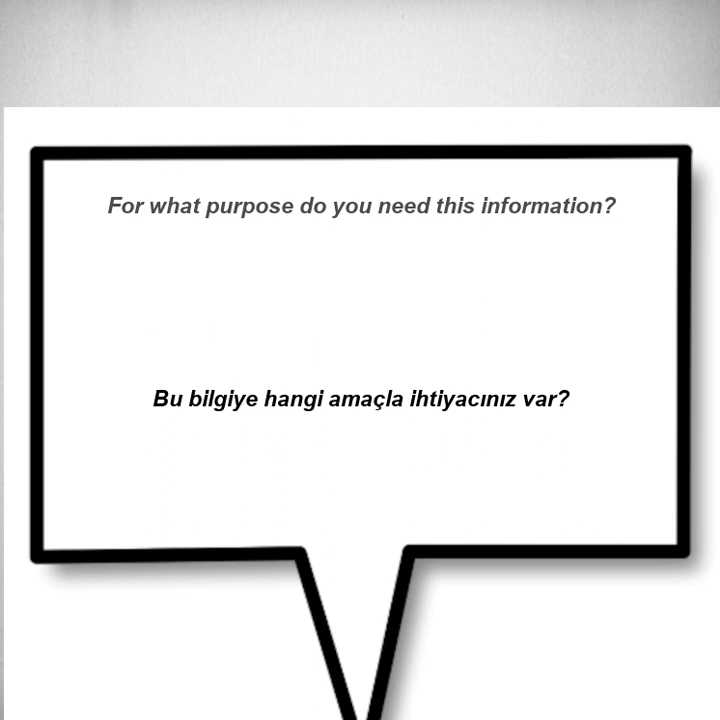 For what purpose do you need this information?
Bu bilgiye hangi amaçla ihtiyacınız var?